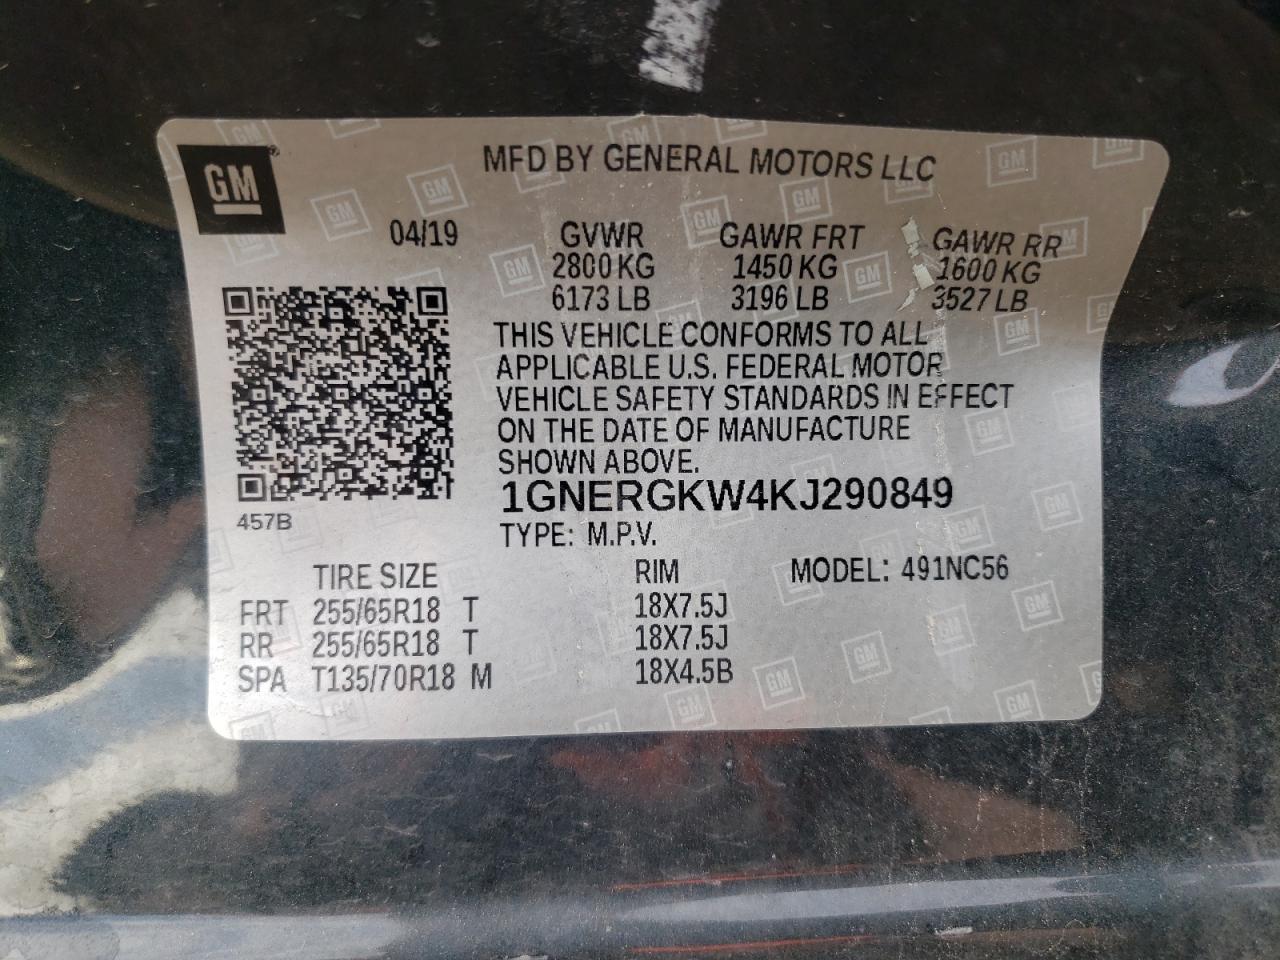 GM
MFD BY GENERAL MOTORS LLC
04/19 GVWR GAWR FRT GAWR RR
2800 KG 1450 KG 1600 KG
6173 LB 3196 LB 3527 LB
THIS VEHICLE CONFORMS TO ALL
APPLICABLE U.S. FEDERAL MOTOR
VEHICLE SAFETY STANDARDS IN EFFECT
ON THE DATE OF MANUFACTURE
SHOWN ABOVE.
1GNERGKW4KJ290849
457B
TYPE: M.P.V.
TIRE SIZE RIM MODEL: 491NC56
FRT 255/65R18 T 18X7.5J
RR 255/65R18 T 18X7.5J
SPA T135/70R18 M 18X4.5B